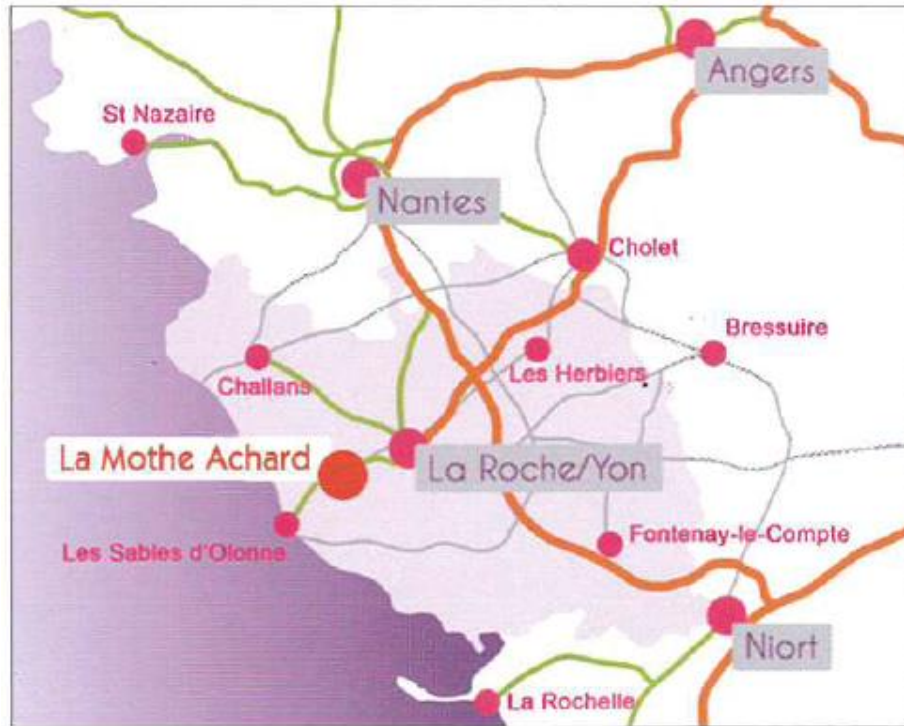 Angers
St Nazaire
Nantes
Cholet
Bressuire
Les Herbiers
Challans
La Mothe Achard
La Roche/Yon
Fontenay-le-Compte
Les Sables d'Olonne
Niort
La Rochelle